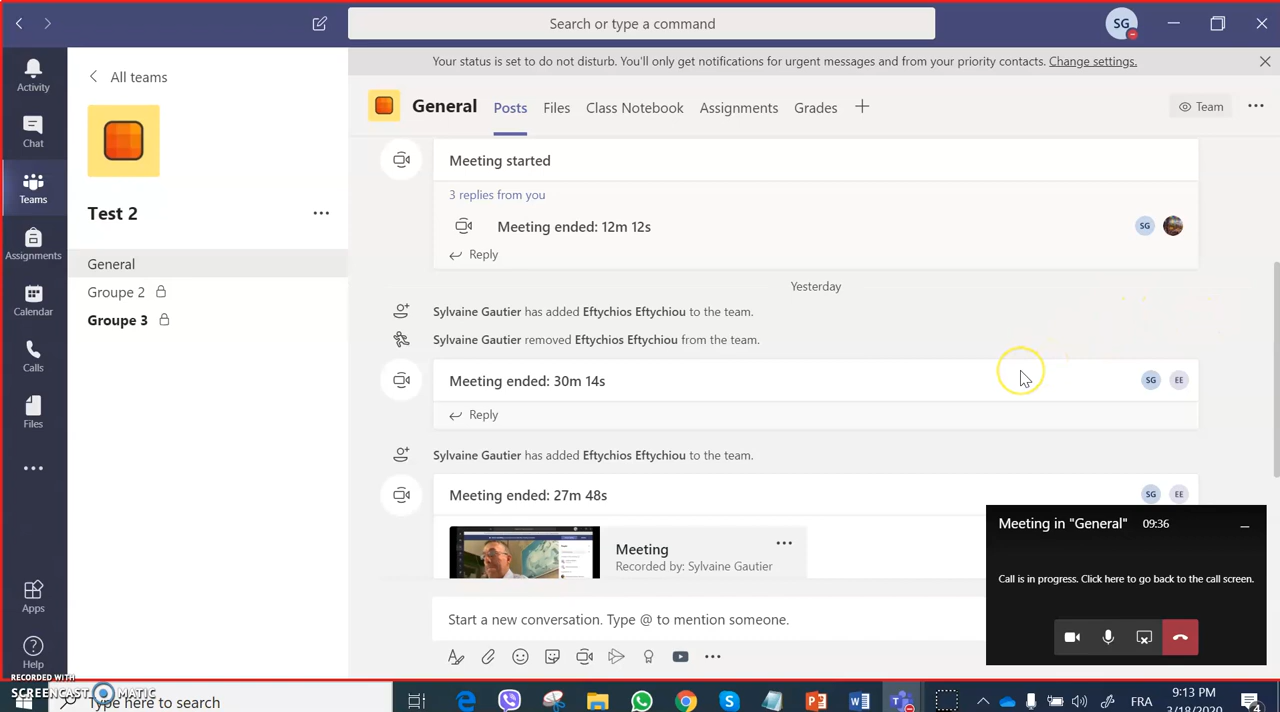 Search or type a command
SG
Your status is set to do not disturb. You'll only get notifications for urgent messages and from your priority contacts. Change settings.
Activity
Chat
Teams
Assignments
Calendar
Calls
Files
Apps
Help
All teams
Test 2
General
Groupe 2
Groupe 3
General Posts Files Class Notebook Assignments Grades
Team
Meeting started
3 replies from you
Meeting ended: 12m 12s
SG
Reply
Yesterday
Sylvaine Gautier has added Eftychios Eftychiou to the team.
Sylvaine Gautier removed Eftychios Eftychiou from the team.
Meeting ended: 30m 14s
SG EE
Reply
Sylvaine Gautier has added Eftychios Eftychiou to the team.
Meeting ended: 27m 48s
SG EE
Meeting
Recorded by: Sylvaine Gautier
Start a new conversation. Type @ to mention someone.
Meeting in "General" 09:36
Call is in progress. Click here to go back to the call screen.
RECORDED WITH
SCREENCAST MATIC
Type here to search
FRA
9:13 PM
3/18/2020
4